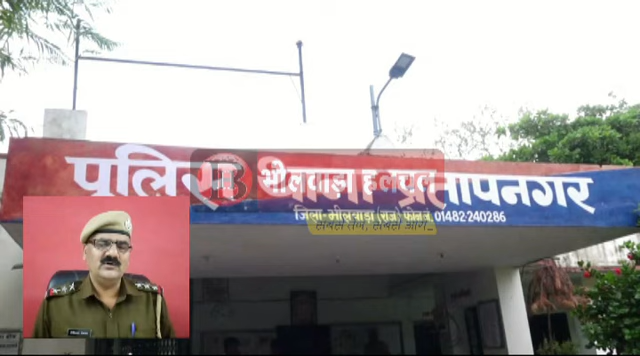 पुलिस थाना प्रतापनगर
भीलवाड़ा हलचल
जिला-भीलवाड़ा (राज.) फोन नं. 01482-240286
सबसे तेज, सबसे आगे...